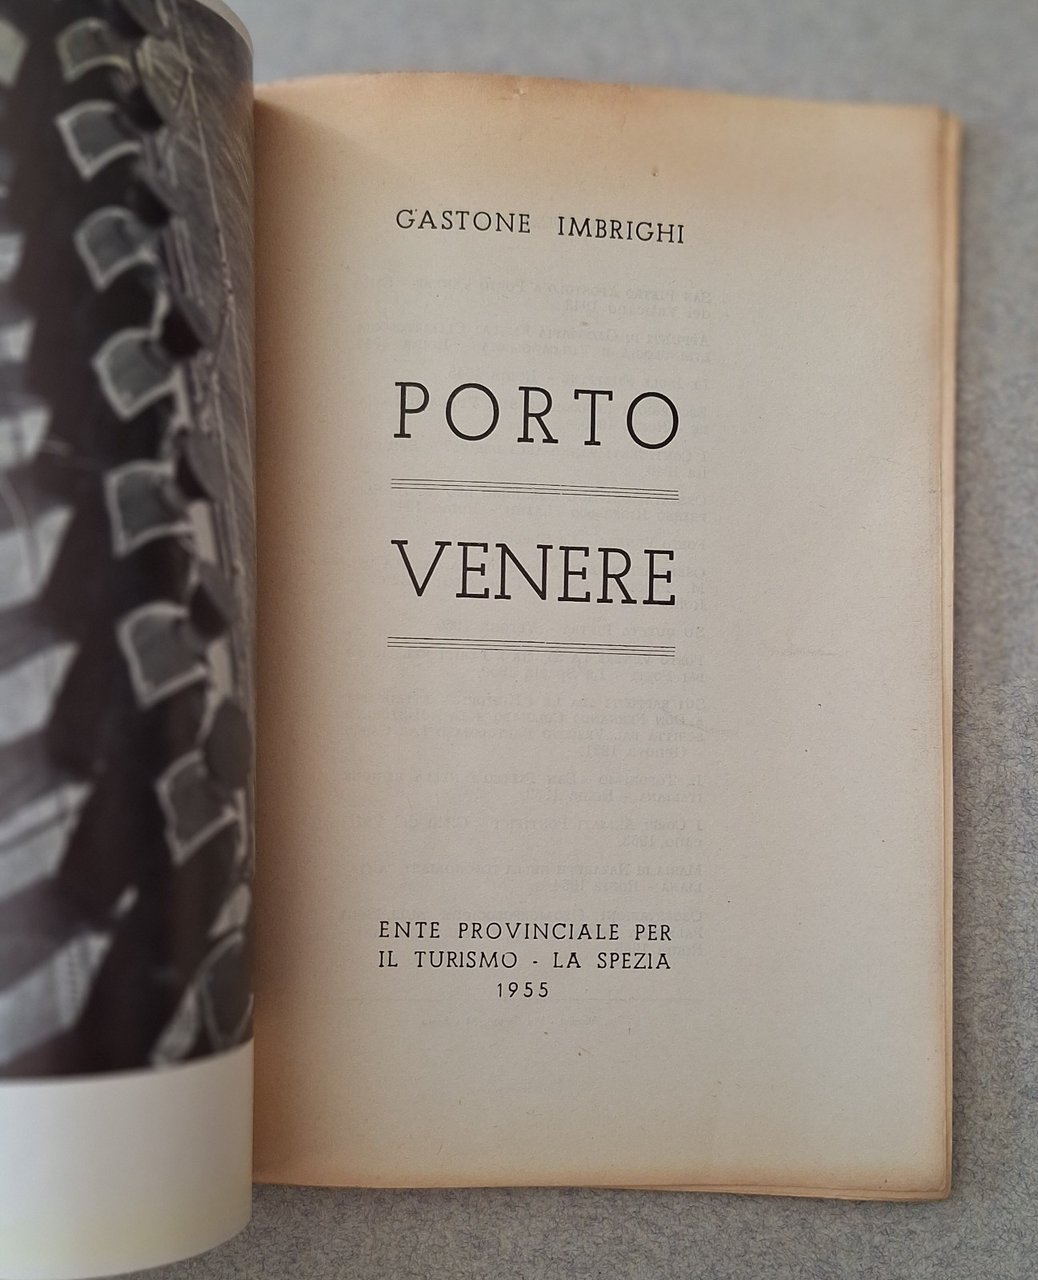 GASTONE IMBRIGHI
PORTO
VENERE
ENTE PROVINCIALE PER
IL TURISMO - LA SPEZIA
1955